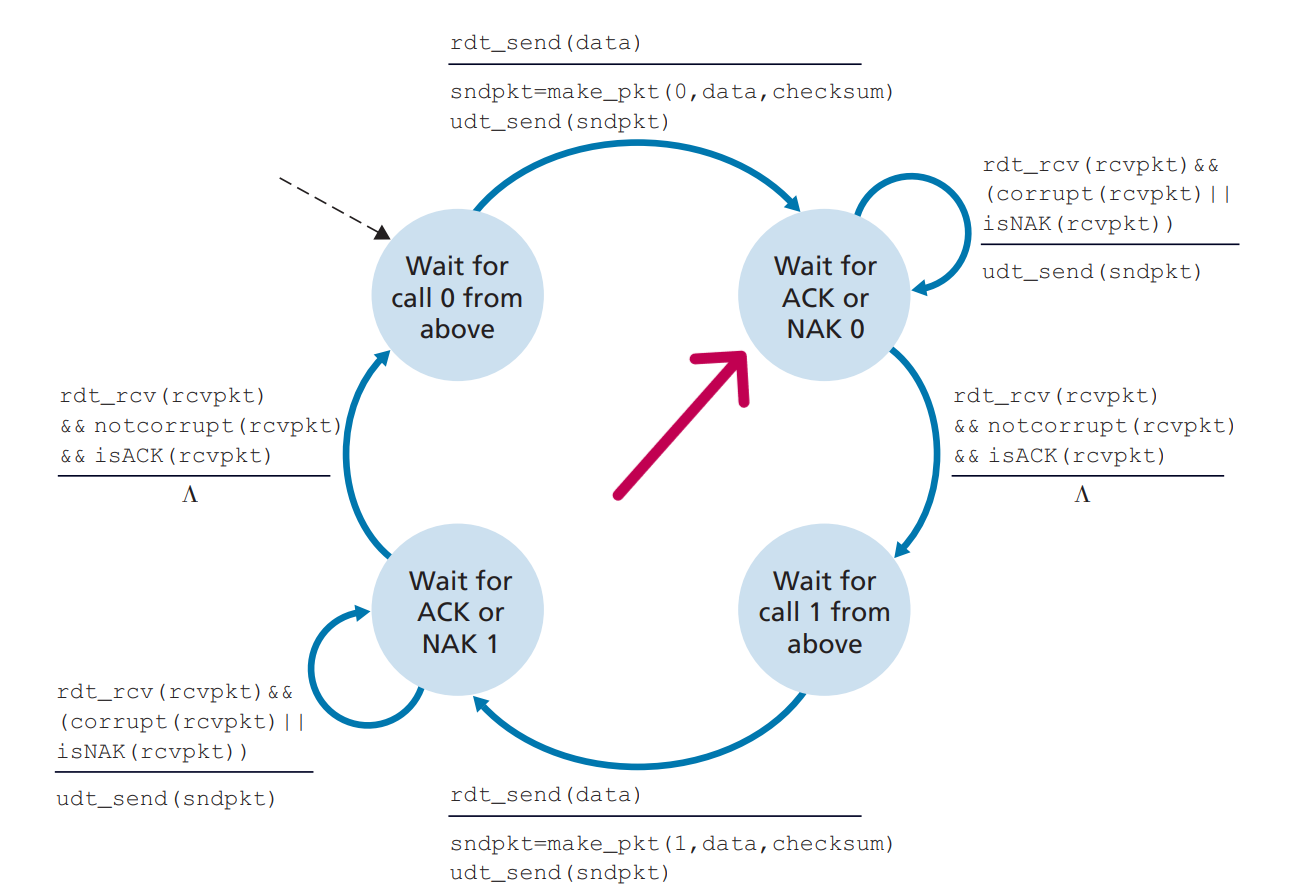 rdt_send(data)
sndpkt=make_pkt(0,data,checksum)
udt_send(sndpkt)
rdt_rcv(rcvpkt)&&
(corrupt(rcvpkt)||
isNAK(rcvpkt))
udt_send(sndpkt)
Wait for
call 0 from
above
Wait for
ACK or
NAK 0
rdt_rcv(rcvpkt)
&& notcorrupt(rcvpkt)
&& isACK(rcvpkt)
Λ
rdt_rcv(rcvpkt)
&& notcorrupt(rcvpkt)
&& isACK(rcvpkt)
Λ
Wait for
ACK or
NAK 1
Wait for
call 1 from
above
rdt_rcv(rcvpkt)&&
(corrupt(rcvpkt)||
isNAK(rcvpkt))
udt_send(sndpkt)
rdt_send(data)
sndpkt=make_pkt(1,data,checksum)
udt_send(sndpkt)